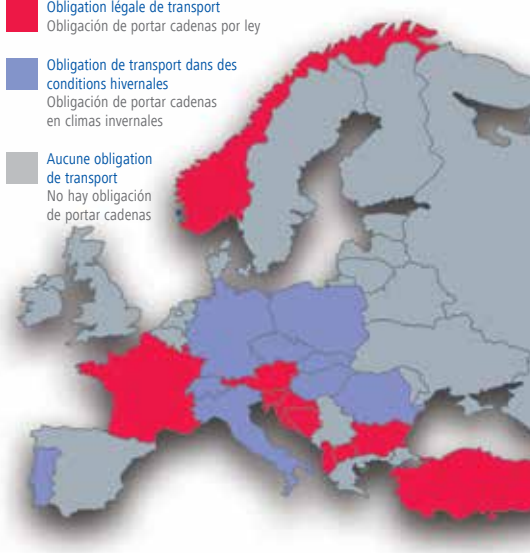 Obligation légale de transport
Obligación de portar cadenas por ley
Obligation de transport dans des
conditions hivernales
Obligación de portar cadenas
en climas invernales
Aucune obligation
de transport
No hay obligación
de portar cadenas